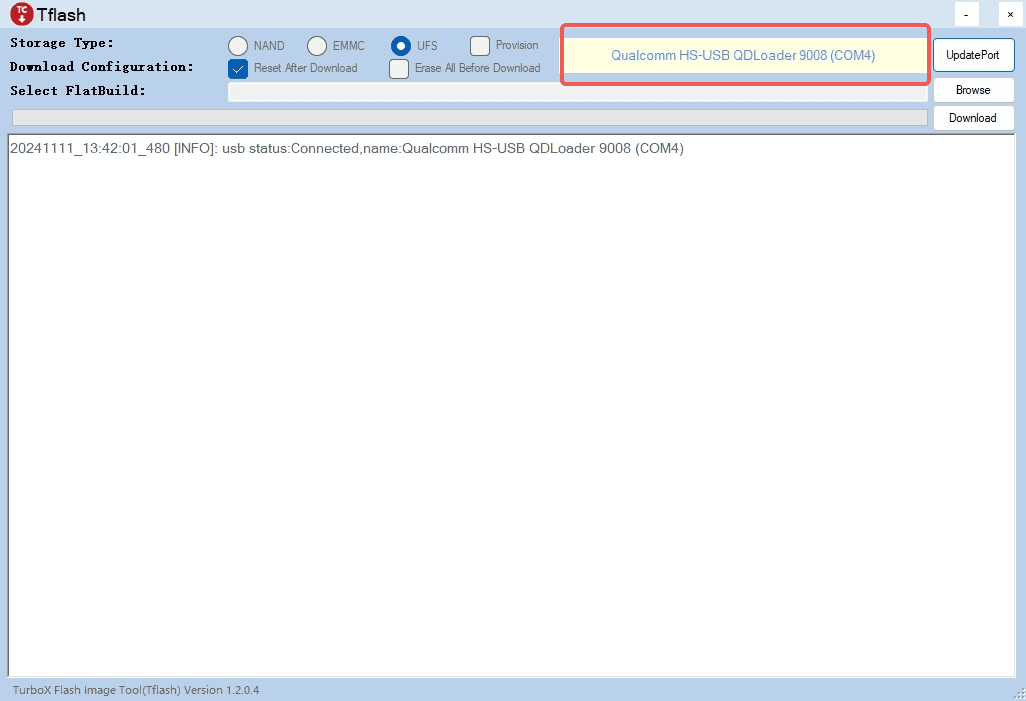 TC Tflash - ×
Storage Type: NAND EMMC UFS Provision Qualcomm HS-USB QDLoader 9008 (COM4) UpdatePort
Download Configuration: Reset After Download Erase All Before Download
Select FlatBuild: Browse
Download
20241111_13:42:01_480 [INFO]: usb status:Connected,name:Qualcomm HS-USB QDLoader 9008 (COM4)
TurboX Flash Image Tool(Tflash) Version 1.2.0.4